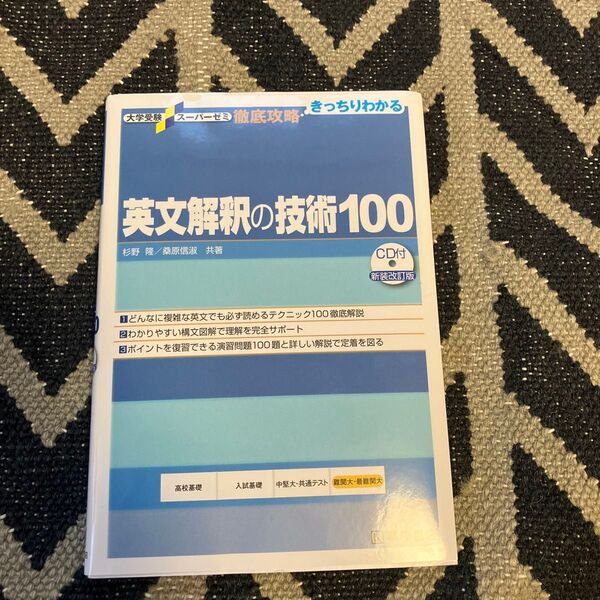 大学受験 スーパーゼミ 徹底攻略…きっちりわかる
英文解釈の技術100
杉野 隆／桑原信淑 共著
CD付
新装改訂版
1 どんなに複雑な英文でも必ず読めるテクニック100徹底解説
2 わかりやすい構文図解で理解を完全サポート
3 ポイントを復習できる演習問題100題と詳しい解説で定着を図る
高校基礎 入試基礎 中堅大・共通テスト 難関大・最難関大